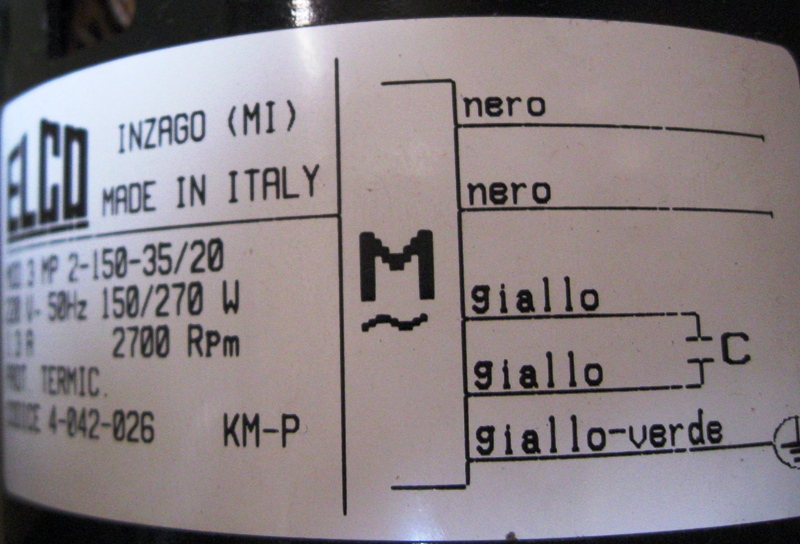 ELCO
INZAGO (MI)
MADE IN ITALY
3 MP 2-150-35/20
V~ 50Hz 150/270 W
A 2700 Rpm
TERMIC.
4-042-026 KM-P
M
nero
nero
giallo
giallo
C
giallo-verde